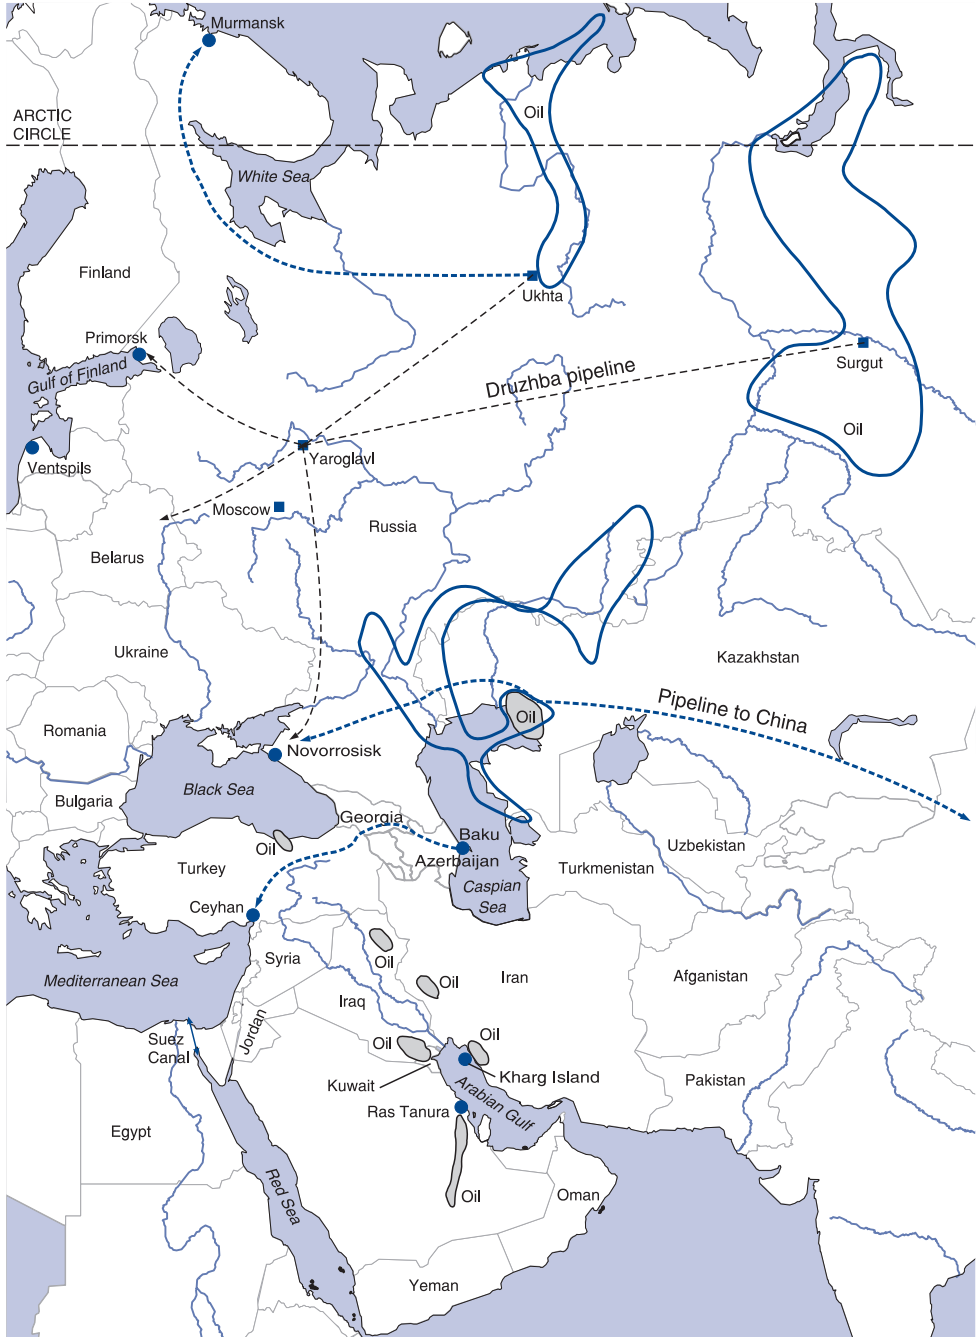 Murmansk
Oil
ARCTIC
CIRCLE
White Sea
Finland
Ukhta
Primorsk
Surgut
Gulf of Finland
Druzhba pipeline
Oil
Yaroglavl
Ventspils
Moscow
Russia
Belarus
Ukraine
Kazakhstan
Pipeline to China
Oil
Romania
Novorrosisk
Black Sea
Bulgaria
Georgia
Baku
Oil
Azerbaijan
Uzbekistan
Turkey
Turkmenistan
Caspian
Sea
Ceyhan
Syria
Oil
Mediterranean Sea
Oil
Iran
Afganistan
Iraq
Jordan
Suez
Canal
Oil
Oil
Kharg Island
Kuwait
Arabian Gulf
Pakistan
Ras Tanura
Egypt
Red Sea
Oil
Oman
Yemen